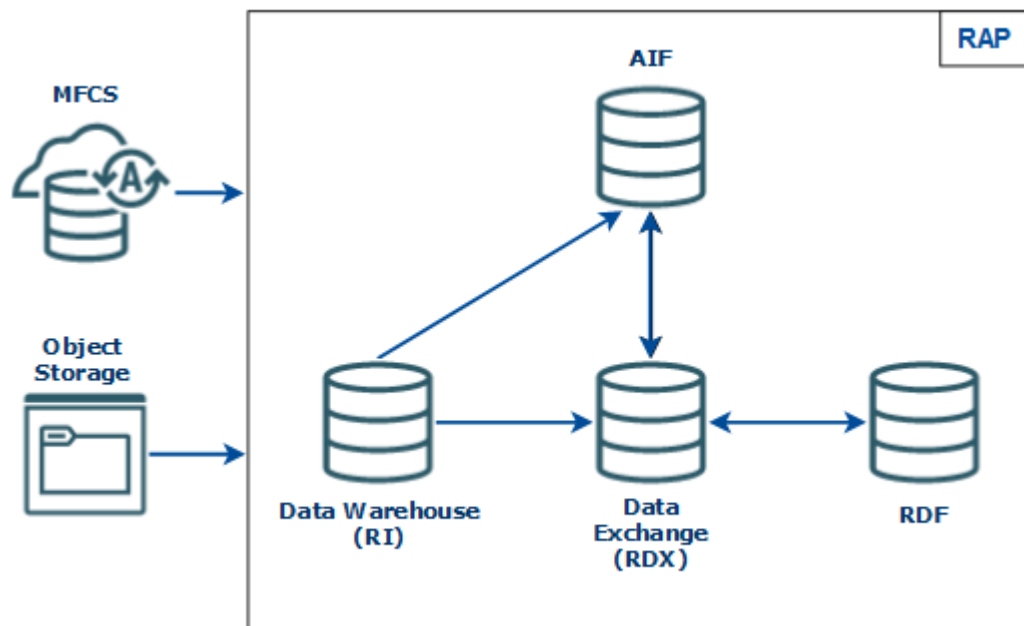 RAP
AIF
MFCS
A
Object
Storage
Data Warehouse
(RI)
Data
Exchange
(RDX)
RDF